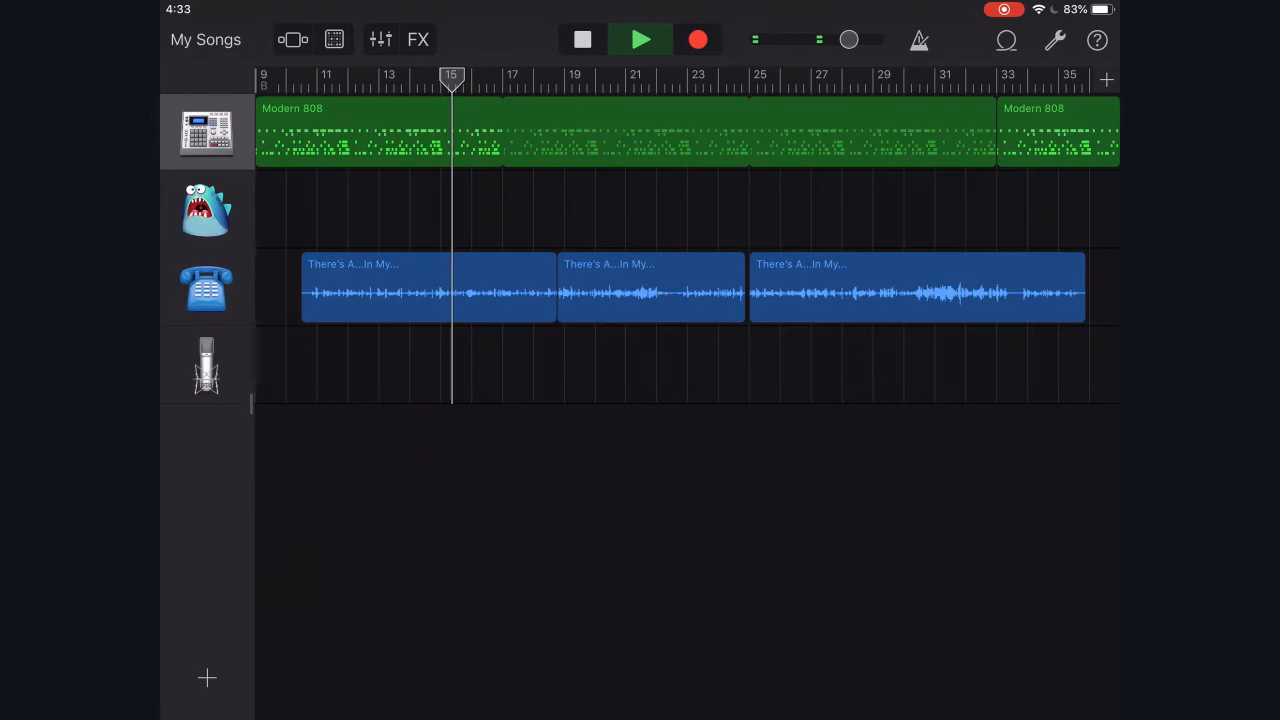 4:33
83%
My Songs
FX
9 11 13 15 17 19 21 23 25 27 29 31 33 35
B
Modern 808
Modern 808
There's A...In My...
There's A...In My...
There's A...In My...